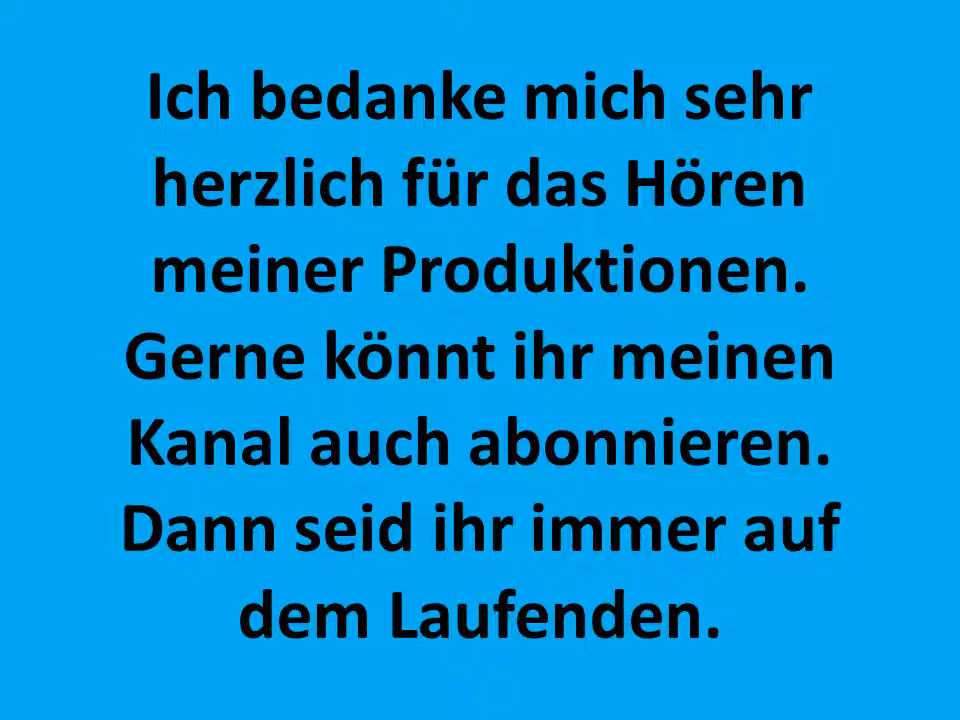 Ich bedanke mich sehr
herzlich für das Hören
meiner Produktionen.
Gerne könnt ihr meinen
Kanal auch abonnieren.
Dann seid ihr immer auf
dem Laufenden.